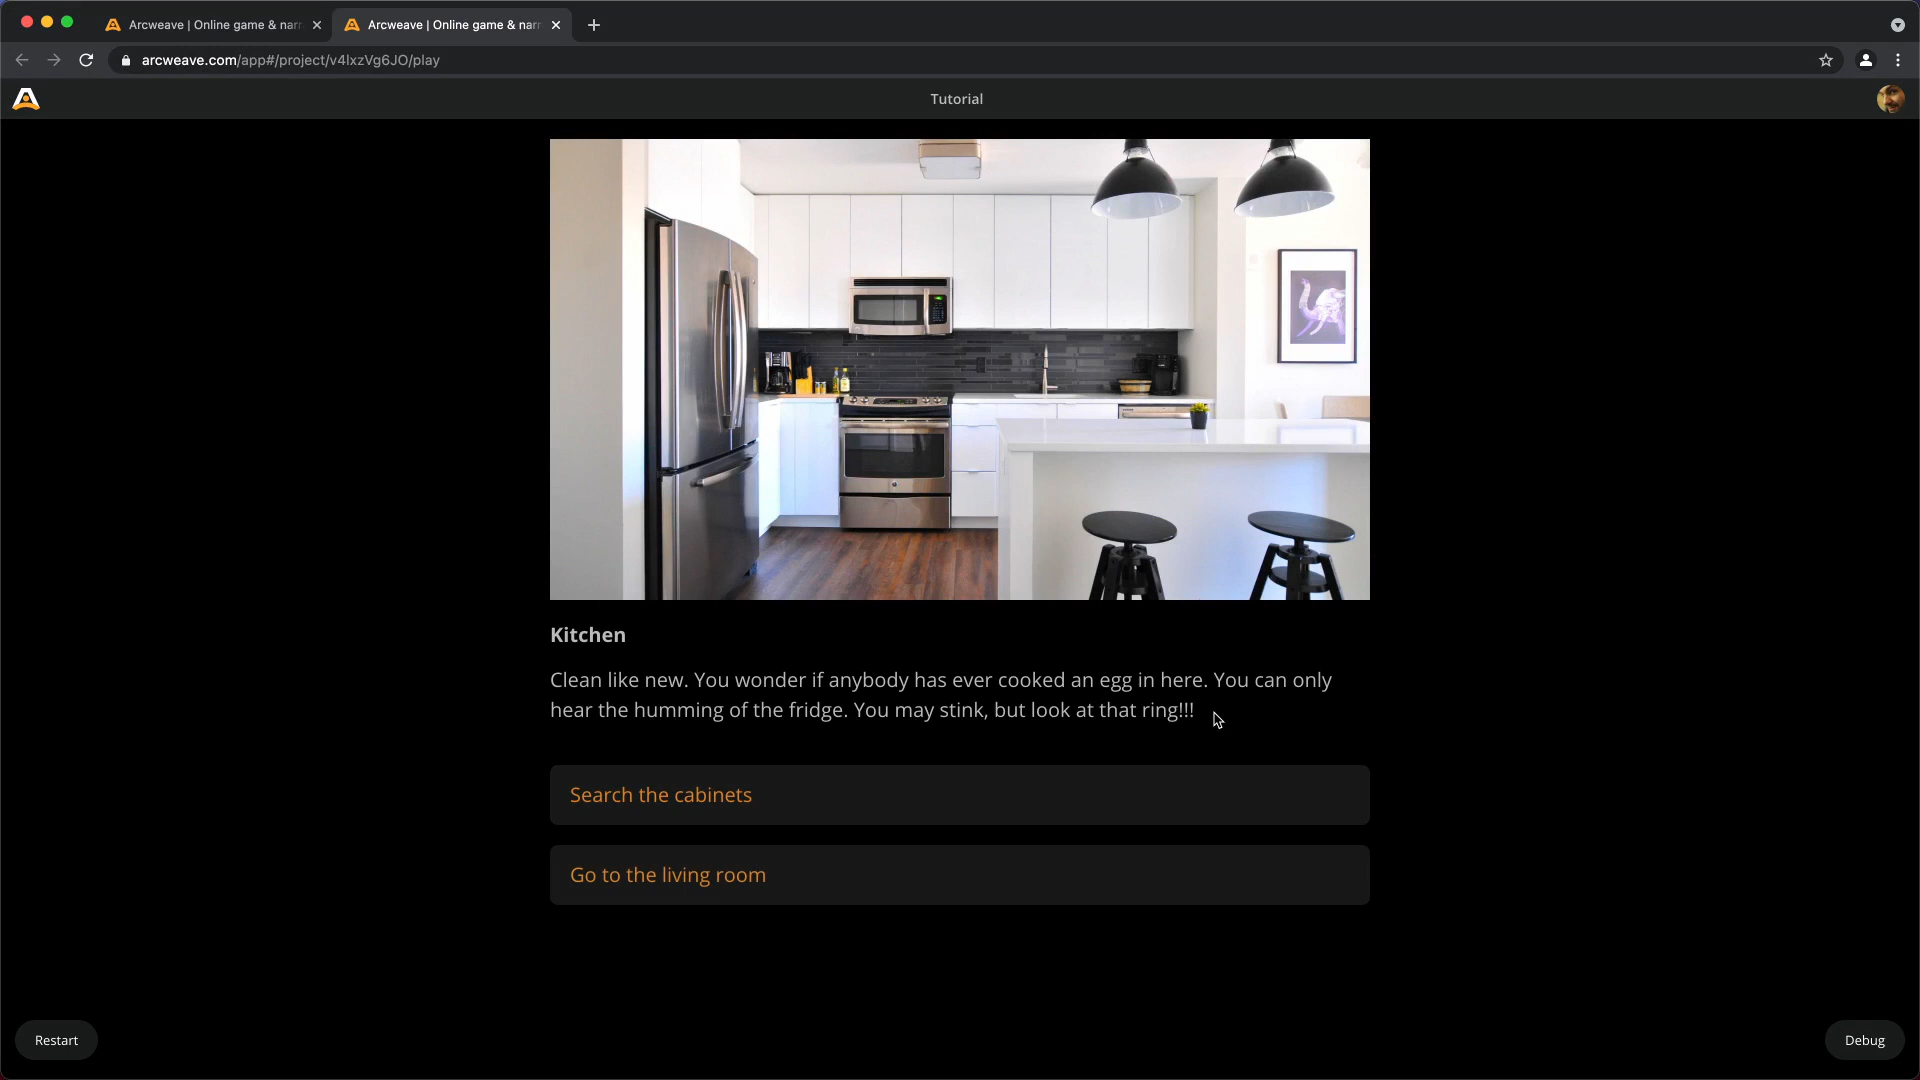 Arcweave | Online game & narr
Arcweave | Online game & narr
arcweave.com/app#/project/v4lxzVg6JO/play
Tutorial
Kitchen
Clean like new. You wonder if anybody has ever cooked an egg in here. You can only
hear the humming of the fridge. You may stink, but look at that ring!!!
Search the cabinets
Go to the living room
Restart
Debug